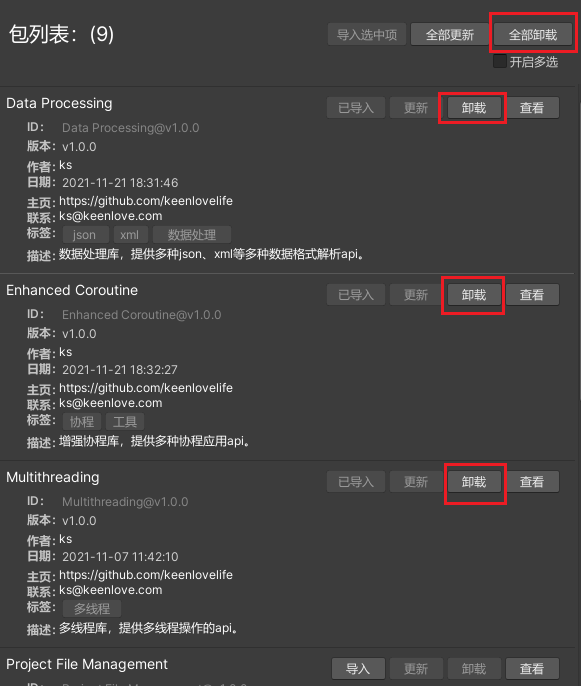 包列表：(9)
导入选中项 全部更新 全部卸载
开启多选
Data Processing 已导入 更新 卸载 查看
ID： Data Processing@v1.0.0
版本： v1.0.0
作者：ks
日期： 2021-11-21 18:31:46
主页：https://github.com/keenlovelife
联系：ks@keenlove.com
标签： json xml 数据处理
描述：数据处理库，提供多种json、xml等多种数据格式解析api。
Enhanced Coroutine 已导入 更新 卸载 查看
ID： Enhanced Coroutine@v1.0.0
版本： v1.0.0
作者：ks
日期： 2021-11-21 18:32:27
主页：https://github.com/keenlovelife
联系：ks@keenlove.com
标签： 协程 工具
描述：增强协程库，提供多种协程应用api。
Multithreading 已导入 更新 卸载 查看
ID： Multithreading@v1.0.0
版本： v1.0.0
作者：ks
日期： 2021-11-07 11:42:10
主页：https://github.com/keenlovelife
联系：ks@keenlove.com
标签： 多线程
描述：多线程库，提供多线程操作的api。
Project File Management 导入 更新 卸载 查看